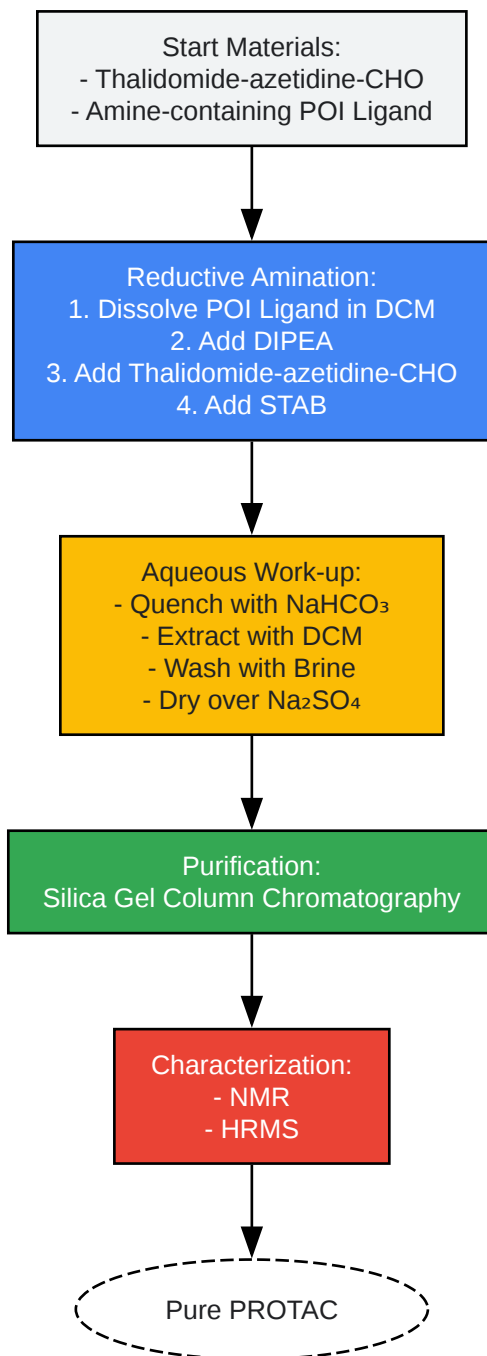 Start Materials:
- Thalidomide-azetidine-CHO
- Amine-containing POI Ligand
Reductive Amination:
1. Dissolve POI Ligand in DCM
2. Add DIPEA
3. Add Thalidomide-azetidine-CHO
4. Add STAB
Aqueous Work-up:
- Quench with NaHCO₃
- Extract with DCM
- Wash with Brine
- Dry over Na₂SO₄
Purification:
Silica Gel Column Chromatography
Characterization:
- NMR
- HRMS
Pure PROTAC